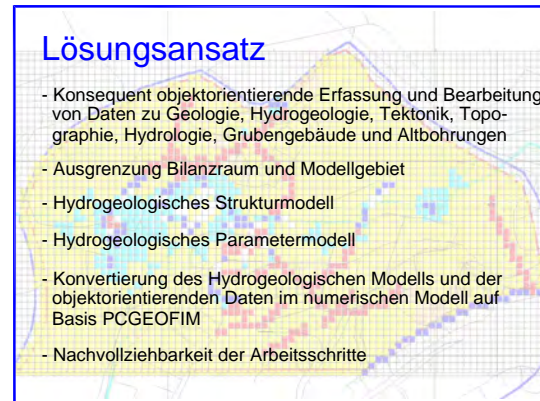 Lösungsansatz
- Konsequent objektorientierende Erfassung und Bearbeitung
von Daten zu Geologie, Hydrogeologie, Tektonik, Topo-
graphie, Hydrologie, Grubengebäude und Altbohrungen
- Ausgrenzung Bilanzraum und Modellgebiet
- Hydrogeologisches Strukturmodell
- Hydrogeologisches Parametermodell
- Konvertierung des Hydrogeologischen Modells und der
objektorientierenden Daten im numerischen Modell auf
Basis PCGEOFIM
- Nachvollziehbarkeit der Arbeitsschritte